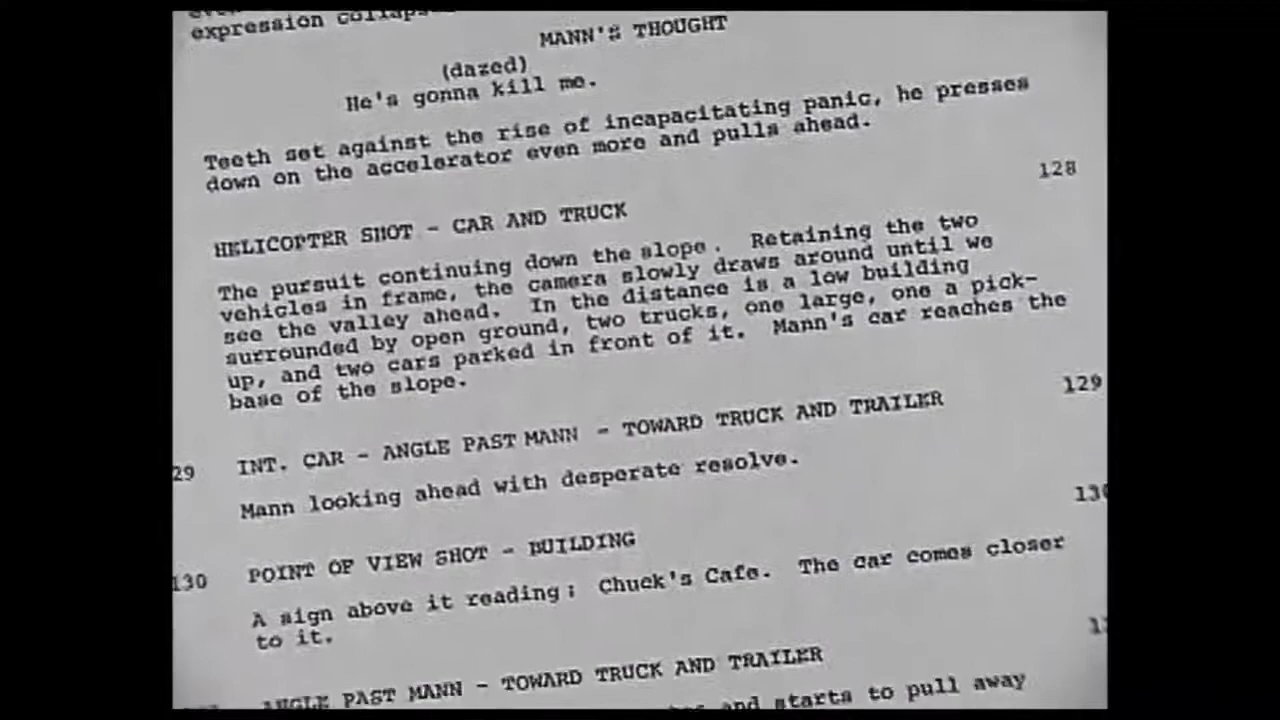 expression
MANN'S THOUGHT
(dazed)
He's gonna kill me.
Teeth set against the rise of incapacitating panic, he presses
down on the accelerator even more and pulls ahead.
128
HELICOPTER SHOT - CAR AND TRUCK
The pursuit continuing down the slope. Retaining the two
vehicles in frame, the camera slowly draws around until we
see the valley ahead. In the distance is a low building
surrounded by open ground, two trucks, one large, one a pick-
up, and two cars parked in front of it. Mann's car reaches the
base of the slope.
129
29 INT. CAR - ANGLE PAST MANN - TOWARD TRUCK AND TRAILER
Mann looking ahead with desperate resolve.
130
130 POINT OF VIEW SHOT - BUILDING
A sign above it reading: Chuck's Cafe. The car comes closer
to it.
ANGLE PAST MANN - TOWARD TRUCK AND TRAILER
and starts to pull away